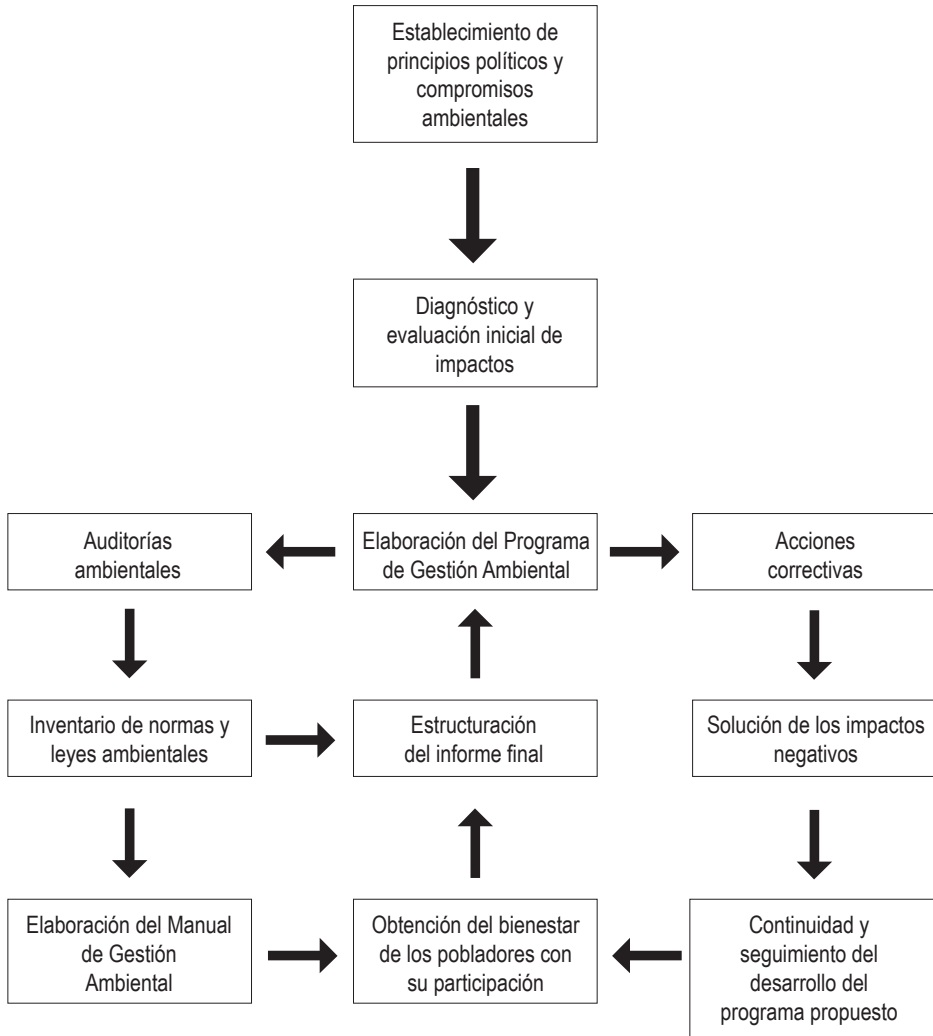 Establecimiento de
principios políticos y
compromisos
ambientales
Diagnóstico y
evaluación inicial de
impactos
Auditorías
ambientales
Elaboración del Programa
de Gestión Ambiental
Acciones
correctivas
Inventario de normas y
leyes ambientales
Estructuración
del informe final
Solución de los impactos
negativos
Elaboración del Manual
de Gestión
Ambiental
Obtención del bienestar
de los pobladores con
su participación
Continuidad y
seguimiento del
desarrollo del
programa propuesto